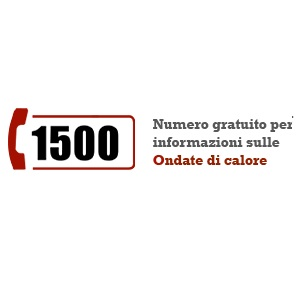 1500
Numero gratuito per
informazioni sulle
Ondate di calore